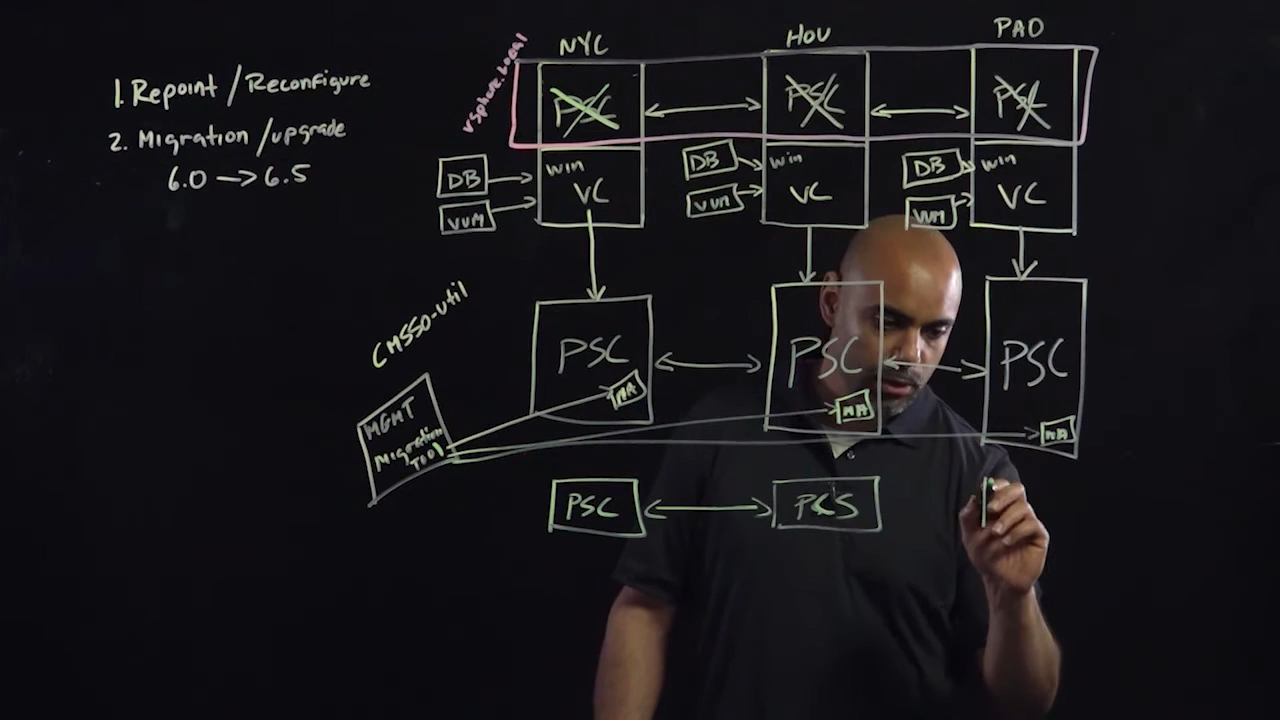 NYC
HOU
PAO
vsphere.local
1. Repoint / Reconfigure
2. Migration / upgrade
6.0 → 6.5
PSC
PSC
PSC
DB
VUM
win
VC
DB
VUM
win
VC
DB
VUM
win
VC
CMSSO-util
PSC
PSC
PSC
MA
MA
MA
MGMT
Migration
TOOl
PSC
PCS